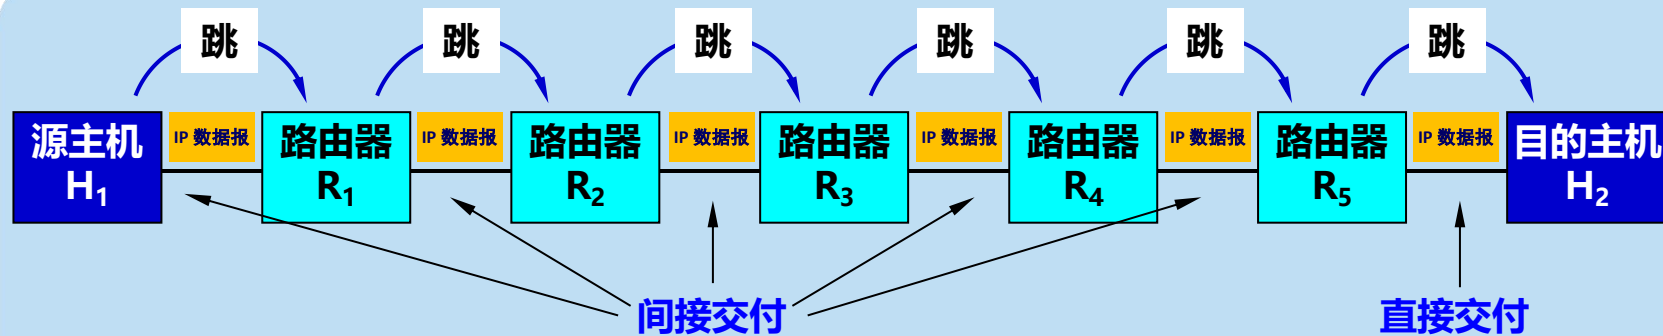 跳 跳 跳 跳 跳 跳
源主机 IP 数据报 路由器 IP 数据报 路由器 IP 数据报 路由器 IP 数据报 路由器 IP 数据报 路由器 IP 数据报 目的主机
H₁ R₁ R₂ R₃ R₄ R₅ H₂
间接交付 直接交付